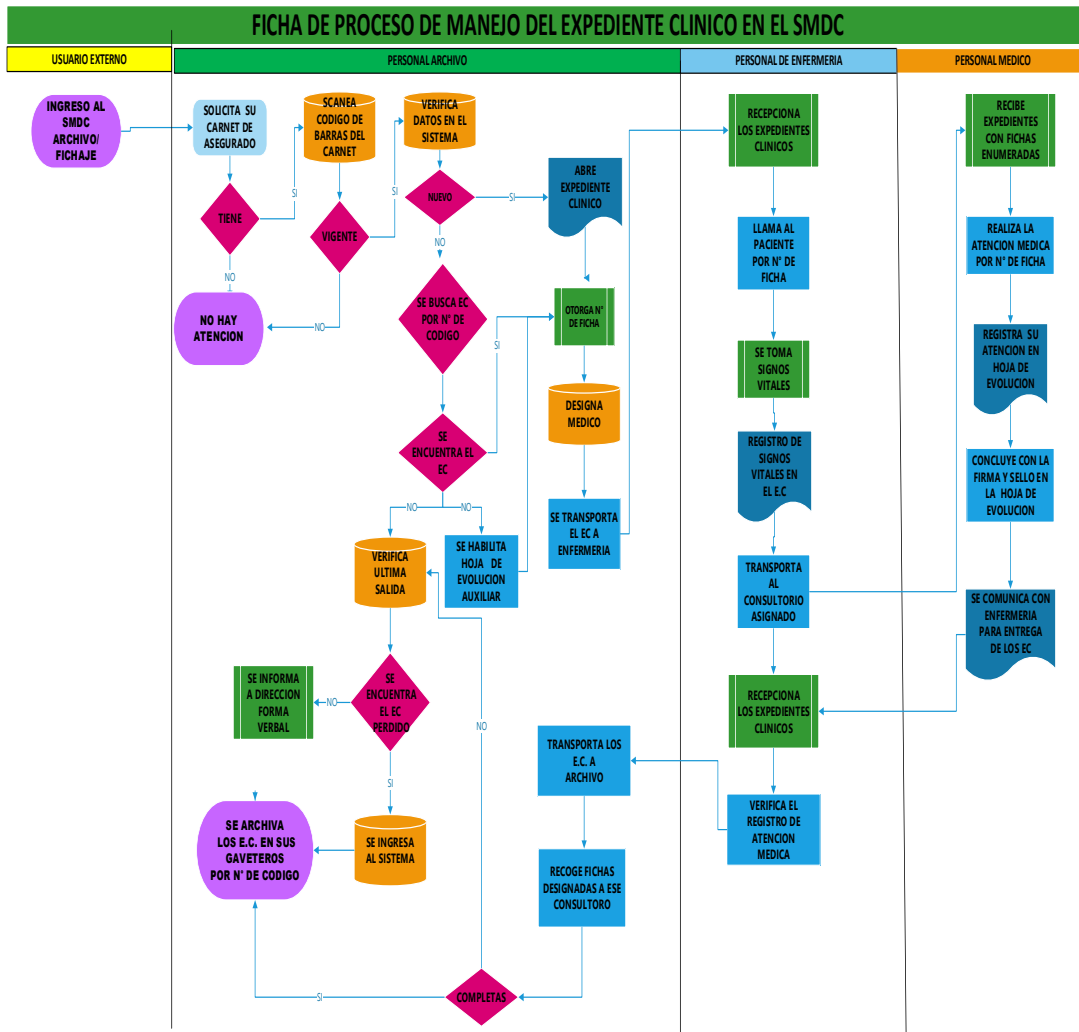 FICHA DE PROCESO DE MANEJO DEL EXPEDIENTE CLINICO EN EL SMDC
USUARIO EXTERNO
PERSONAL ARCHIVO
PERSONAL DE ENFERMERIA
PERSONAL MEDICO
INGRESO AL
SMDC
ARCHIVO/
FICHAJE
SOLICITA SU
CARNET DE
ASEGURADO
TIENE
SI
NO
NO HAY
ATENCION
SCANEA
CODIGO DE
BARRAS DEL
CARNET
VIGENTE
SI
NO
VERIFICA
DATOS EN EL
SISTEMA
NUEVO
SI
NO
ABRE
EXPEDIENTE
CLINICO
SE BUSCA EC
POR N° DE
CODIGO
SI
OTORGA N°
DE FICHA
DESIGNA
MEDICO
SE
ENCUENTRA EL
EC
NO
NO
SE TRANSPORTA
EL EC A
ENFERMERIA
VERIFICA
ULTIMA
SALIDA
SE HABILITA
HOJA DE
EVOLUCION
AUXILIAR
SE INFORMA
A DIRECCION
FORMA
VERBAL
NO
SE
ENCUENTRA
EL EC
PERDIDO
SI
NO
SE ARCHIVA
LOS E.C. EN SUS
GAVETEROS
POR N° DE CODIGO
SE INGRESA
AL SISTEMA
TRANSPORTA LOS
E.C. A
ARCHIVO
RECOGE FICHAS
DESIGNADAS A ESE
CONSULTORO
COMPLETAS
SI
RECEPCIONA
LOS EXPEDIENTES
CLINICOS
LLAMA AL
PACIENTE
POR N° DE
FICHA
SE TOMA
SIGNOS
VITALES
REGISTRO DE
SIGNOS
VITALES EN
EL E.C
TRANSPORTA
AL
CONSULTORIO
ASIGNADO
RECEPCIONA
LOS EXPEDIENTES
CLINICOS
VERIFICA EL
REGISTRO DE
ATENCION
MEDICA
RECIBE
EXPEDIENTES
CON FICHAS
ENUMERADAS
REALIZA LA
ATENCION MEDICA
POR N° DE FICHA
REGISTRA SU
ATENCION EN
HOJA DE
EVOLUCION
CONCLUYE CON LA
FIRMA Y SELLO EN
LA HOJA DE
EVOLUCION
SE COMUNICA CON
ENFERMERIA
PARA ENTREGA
DE LOS EC